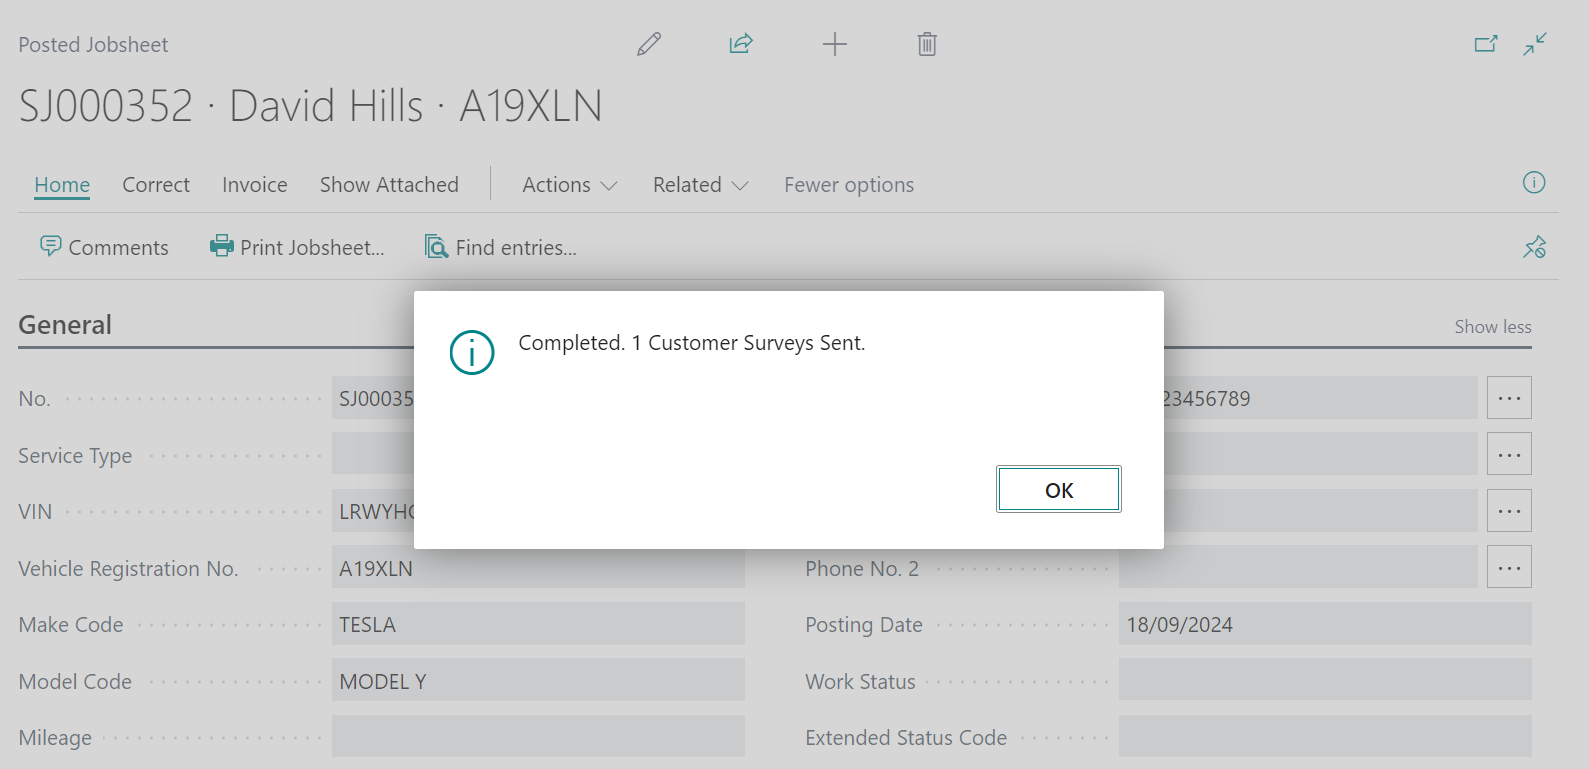 Posted Jobsheet
SJ000352 · David Hills · A19XLN
Home Correct Invoice Show Attached Actions Related Fewer options
Comments Print Jobsheet... Find entries...
General Show less
Completed. 1 Customer Surveys Sent.
OK
No. SJ00035 23456789
Service Type
VIN LRWYH
Vehicle Registration No. A19XLN Phone No. 2
Make Code TESLA Posting Date 18/09/2024
Model Code MODEL Y Work Status
Mileage Extended Status Code